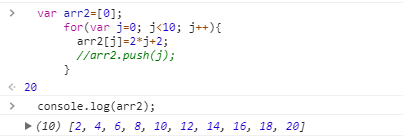 > var arr2=[0];
for(var j=0; j<10; j++){
arr2[j]=2*j+2;
//arr2.push(j);
}
< 20
> console.log(arr2);
▶ (10) [2, 4, 6, 8, 10, 12, 14, 16, 18, 20]